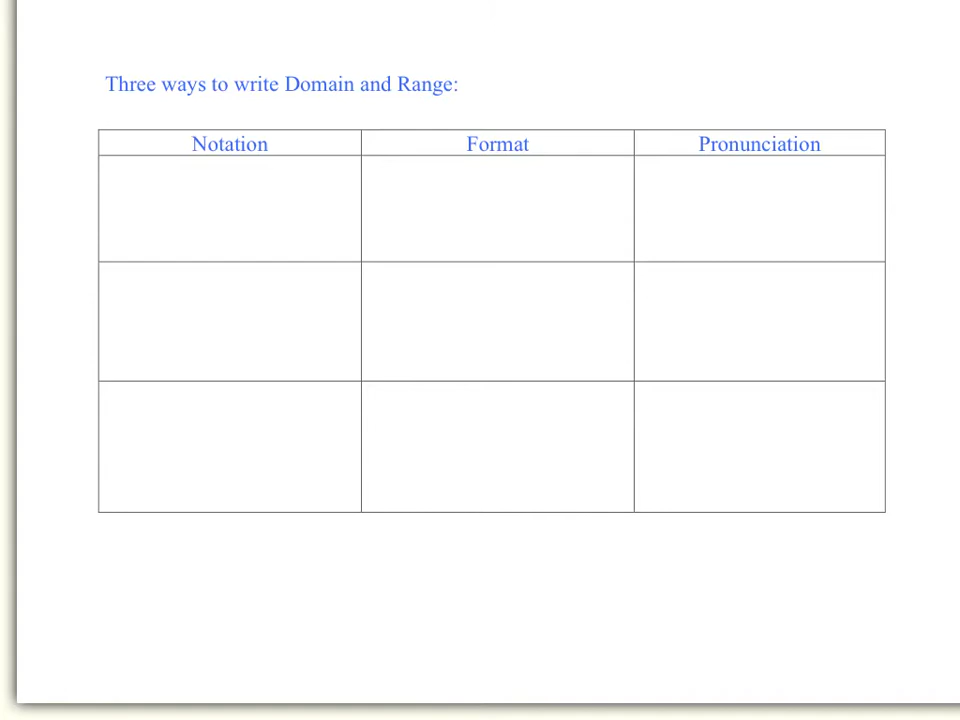 Three ways to write Domain and Range:
Notation Format Pronunciation